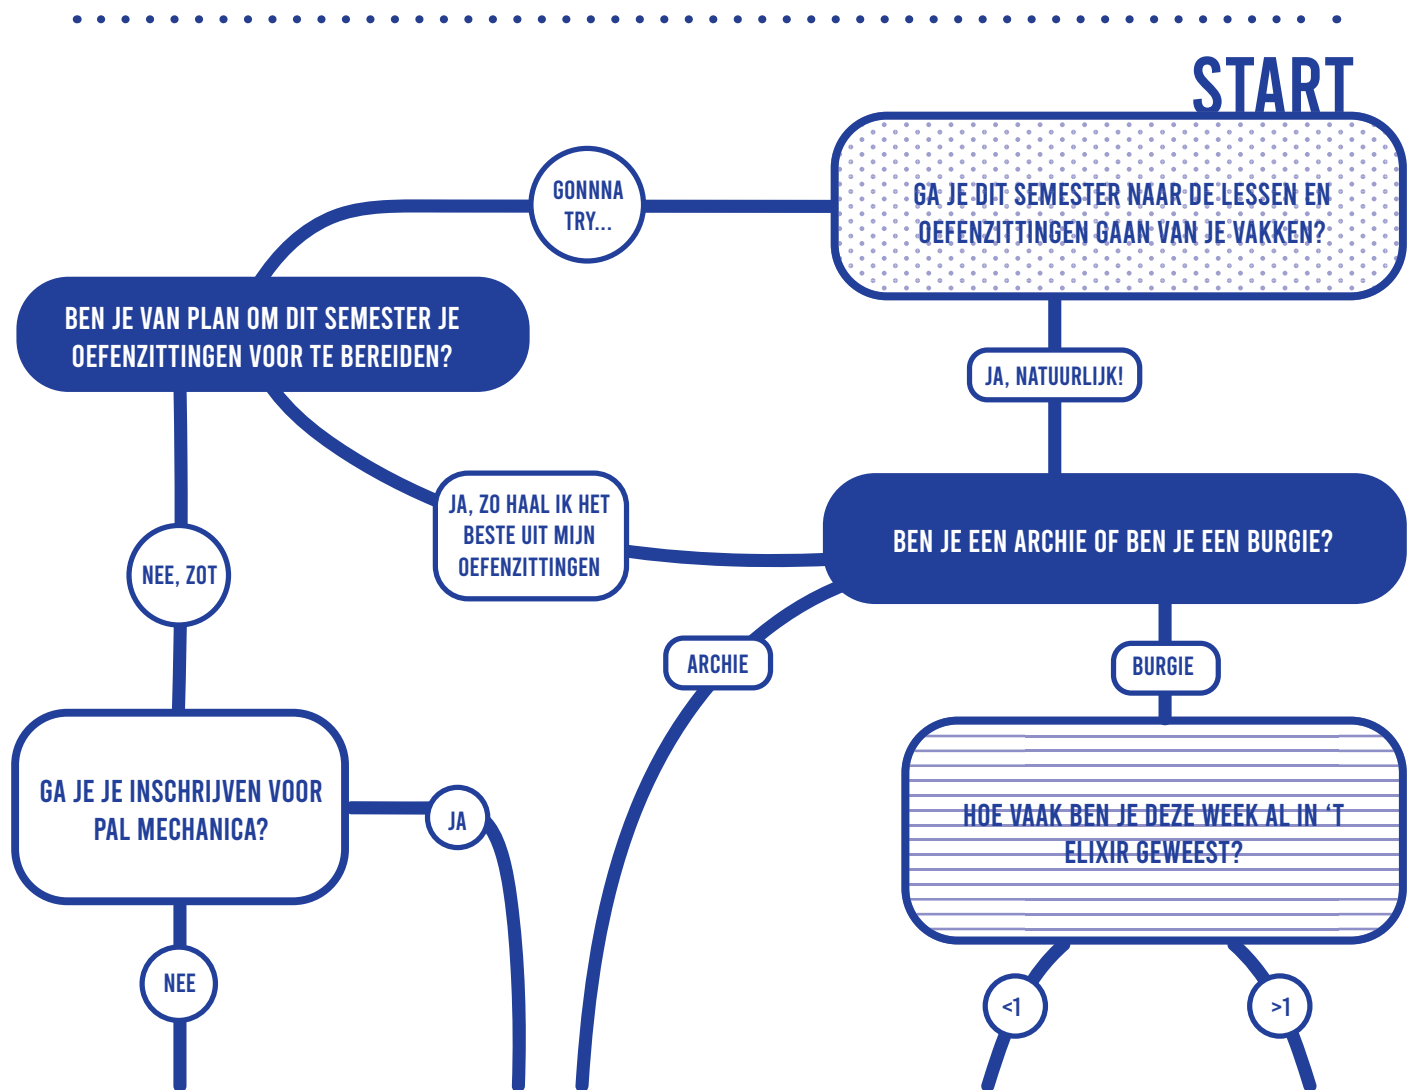 START
GA JE DIT SEMESTER NAAR DE LESSEN EN
OEFENZITTINGEN GAAN VAN JE VAKKEN?
GONNNA
TRY...
BEN JE VAN PLAN OM DIT SEMESTER JE
OEFENZITTINGEN VOOR TE BEREIDEN?
JA, NATUURLIJK!
JA, ZO HAAL IK HET
BESTE UIT MIJN
OEFENZITTINGEN
BEN JE EEN ARCHIE OF BEN JE EEN BURGIE?
NEE, ZOT
ARCHIE
BURGIE
GA JE JE INSCHRIJVEN VOOR
PAL MECHANICA?
JA
HOE VAAK BEN JE DEZE WEEK AL IN ‘T
ELIXIR GEWEEST?
NEE
<1
>1